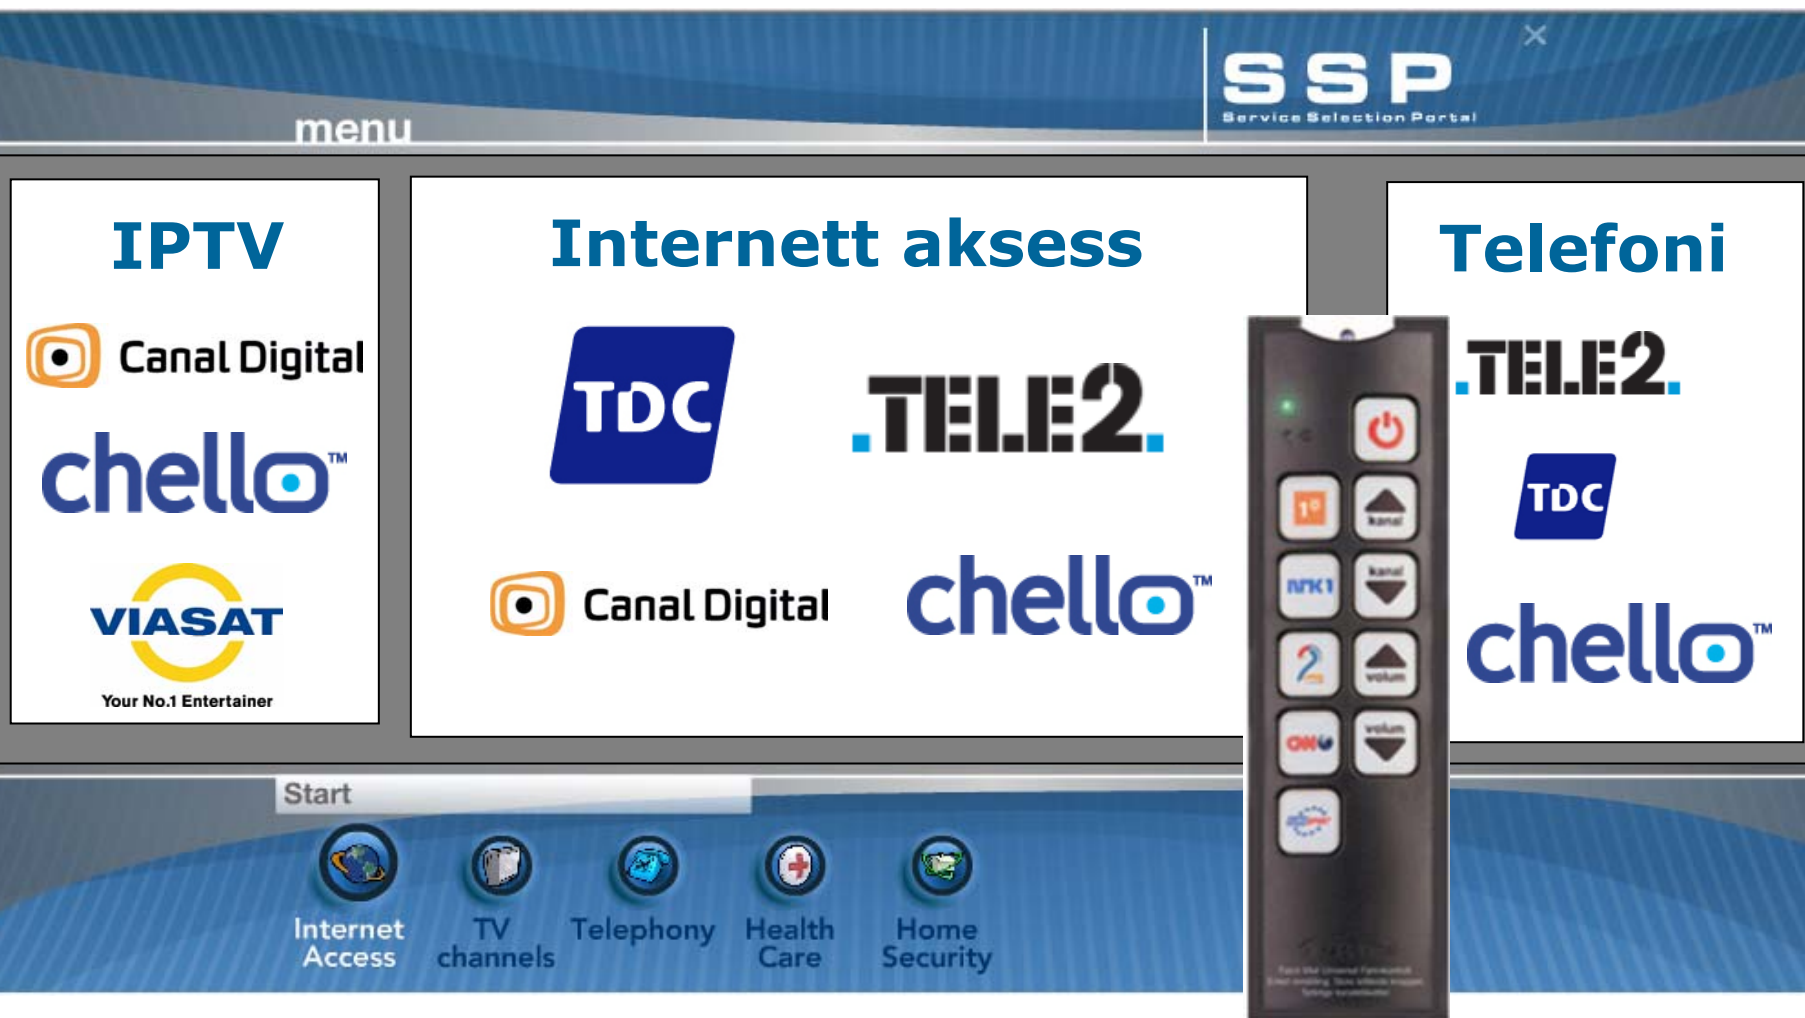 SSP
Service Selection Portal
menu
IPTV
Canal Digital
chello™
VIASAT
Your No.1 Entertainer
Internett aksess
TDC
.TELE2.
Canal Digital
chello™
Telefoni
.TELE2.
TDC
chello™
kanal
NRK1
kanal
2
volum
volum
Start
Internet
Access
TV
channels
Telephony
Health
Care
Home
Security